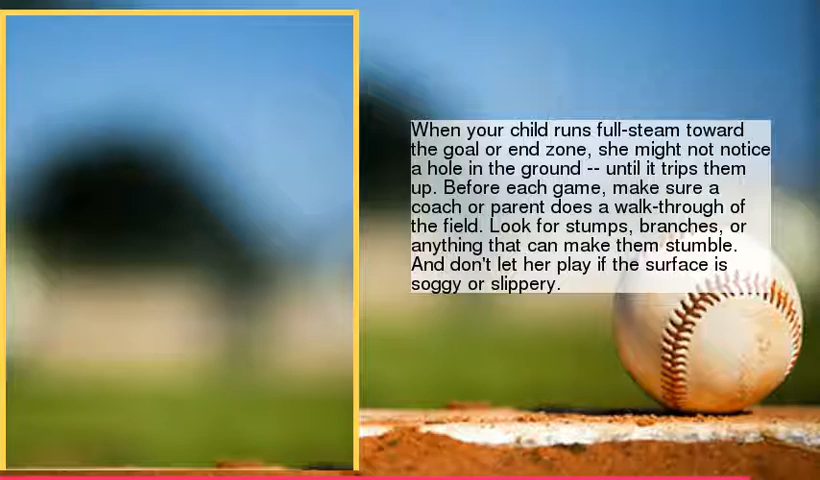 When your child runs full-steam toward
the goal or end zone, she might not notice
a hole in the ground -- until it trips them
up. Before each game, make sure a
coach or parent does a walk-through of
the field. Look for stumps, branches, or
anything that can make them stumble.
And don't let her play if the surface is
soggy or slippery.